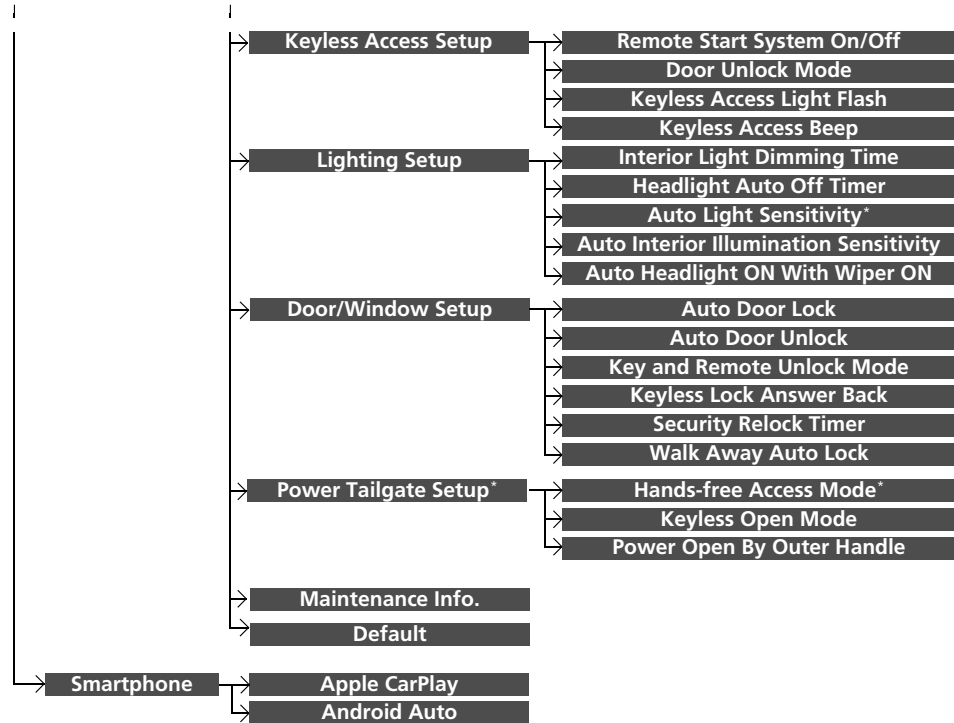 Keyless Access Setup
Remote Start System On/Off
Door Unlock Mode
Keyless Access Light Flash
Keyless Access Beep
Lighting Setup
Interior Light Dimming Time
Headlight Auto Off Timer
Auto Light Sensitivity*
Auto Interior Illumination Sensitivity
Auto Headlight ON With Wiper ON
Door/Window Setup
Auto Door Lock
Auto Door Unlock
Key and Remote Unlock Mode
Keyless Lock Answer Back
Security Relock Timer
Walk Away Auto Lock
Power Tailgate Setup*
Hands-free Access Mode*
Keyless Open Mode
Power Open By Outer Handle
Maintenance Info.
Default
Smartphone
Apple CarPlay
Android Auto